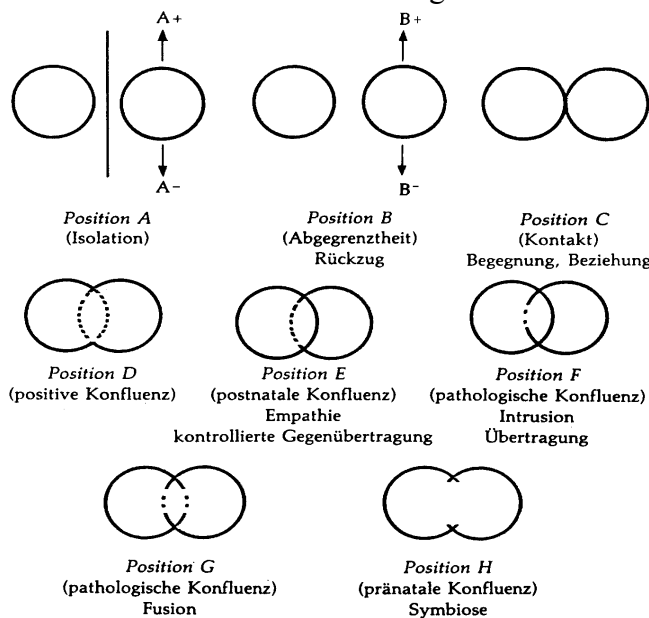 A+
B+
A-
B-
Position A
(Isolation)
Position B
(Abgegrenztheit)
Rückzug
Position C
(Kontakt)
Begegnung, Beziehung
Position D
(positive Konfluenz)
Position E
(postnatale Konfluenz)
Empathie
kontrollierte Gegenübertragung
Position F
(pathologische Konfluenz)
Intrusion
Übertragung
Position G
(pathologische Konfluenz)
Fusion
Position H
(pränatale Konfluenz)
Symbiose